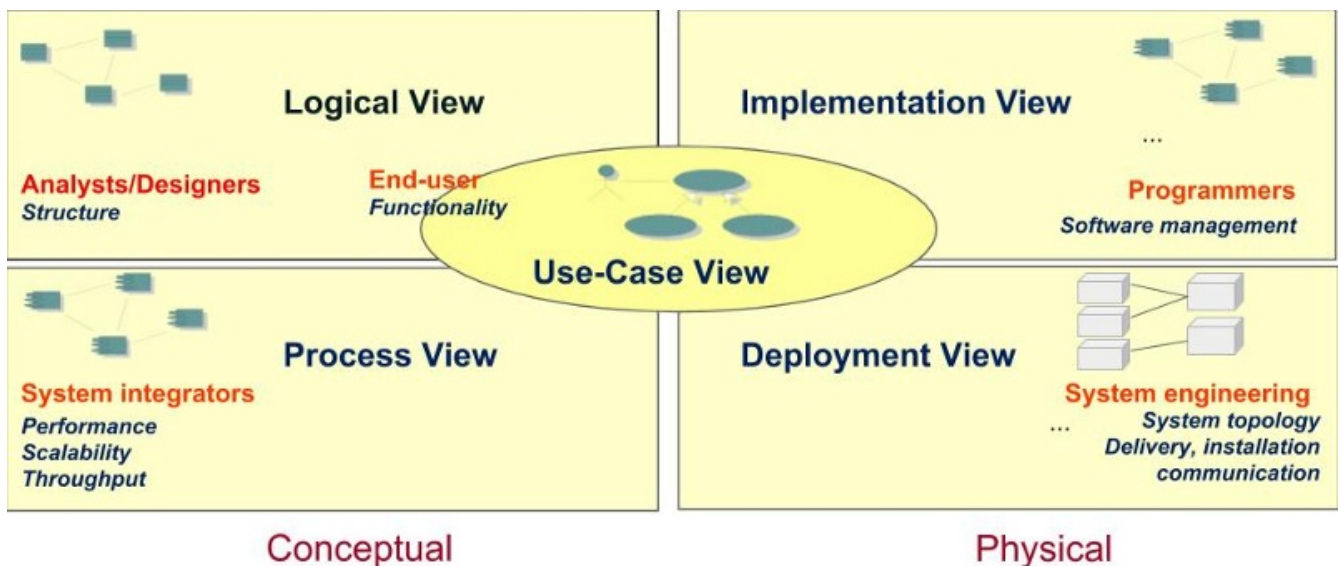 Logical View
Analysts/Designers
Structure
End-user
Functionality
Implementation View
...
Programmers
Software management
Use-Case View
Process View
System integrators
Performance
Scalability
Throughput
Deployment View
System engineering
...
System topology
Delivery, installation
communication
Conceptual
Physical